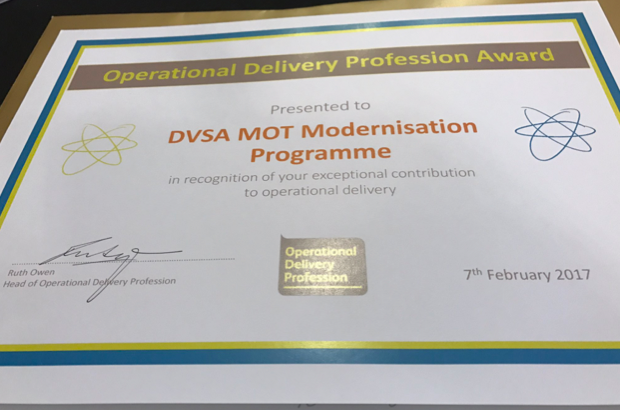 Operational Delivery Profession Award
Presented to
DVSA MOT Modernisation
Programme
in recognition of your exceptional contribution
to operational delivery
Ruth Owen
Head of Operational Delivery Profession
Operational
Delivery
Profession
7th February 2017